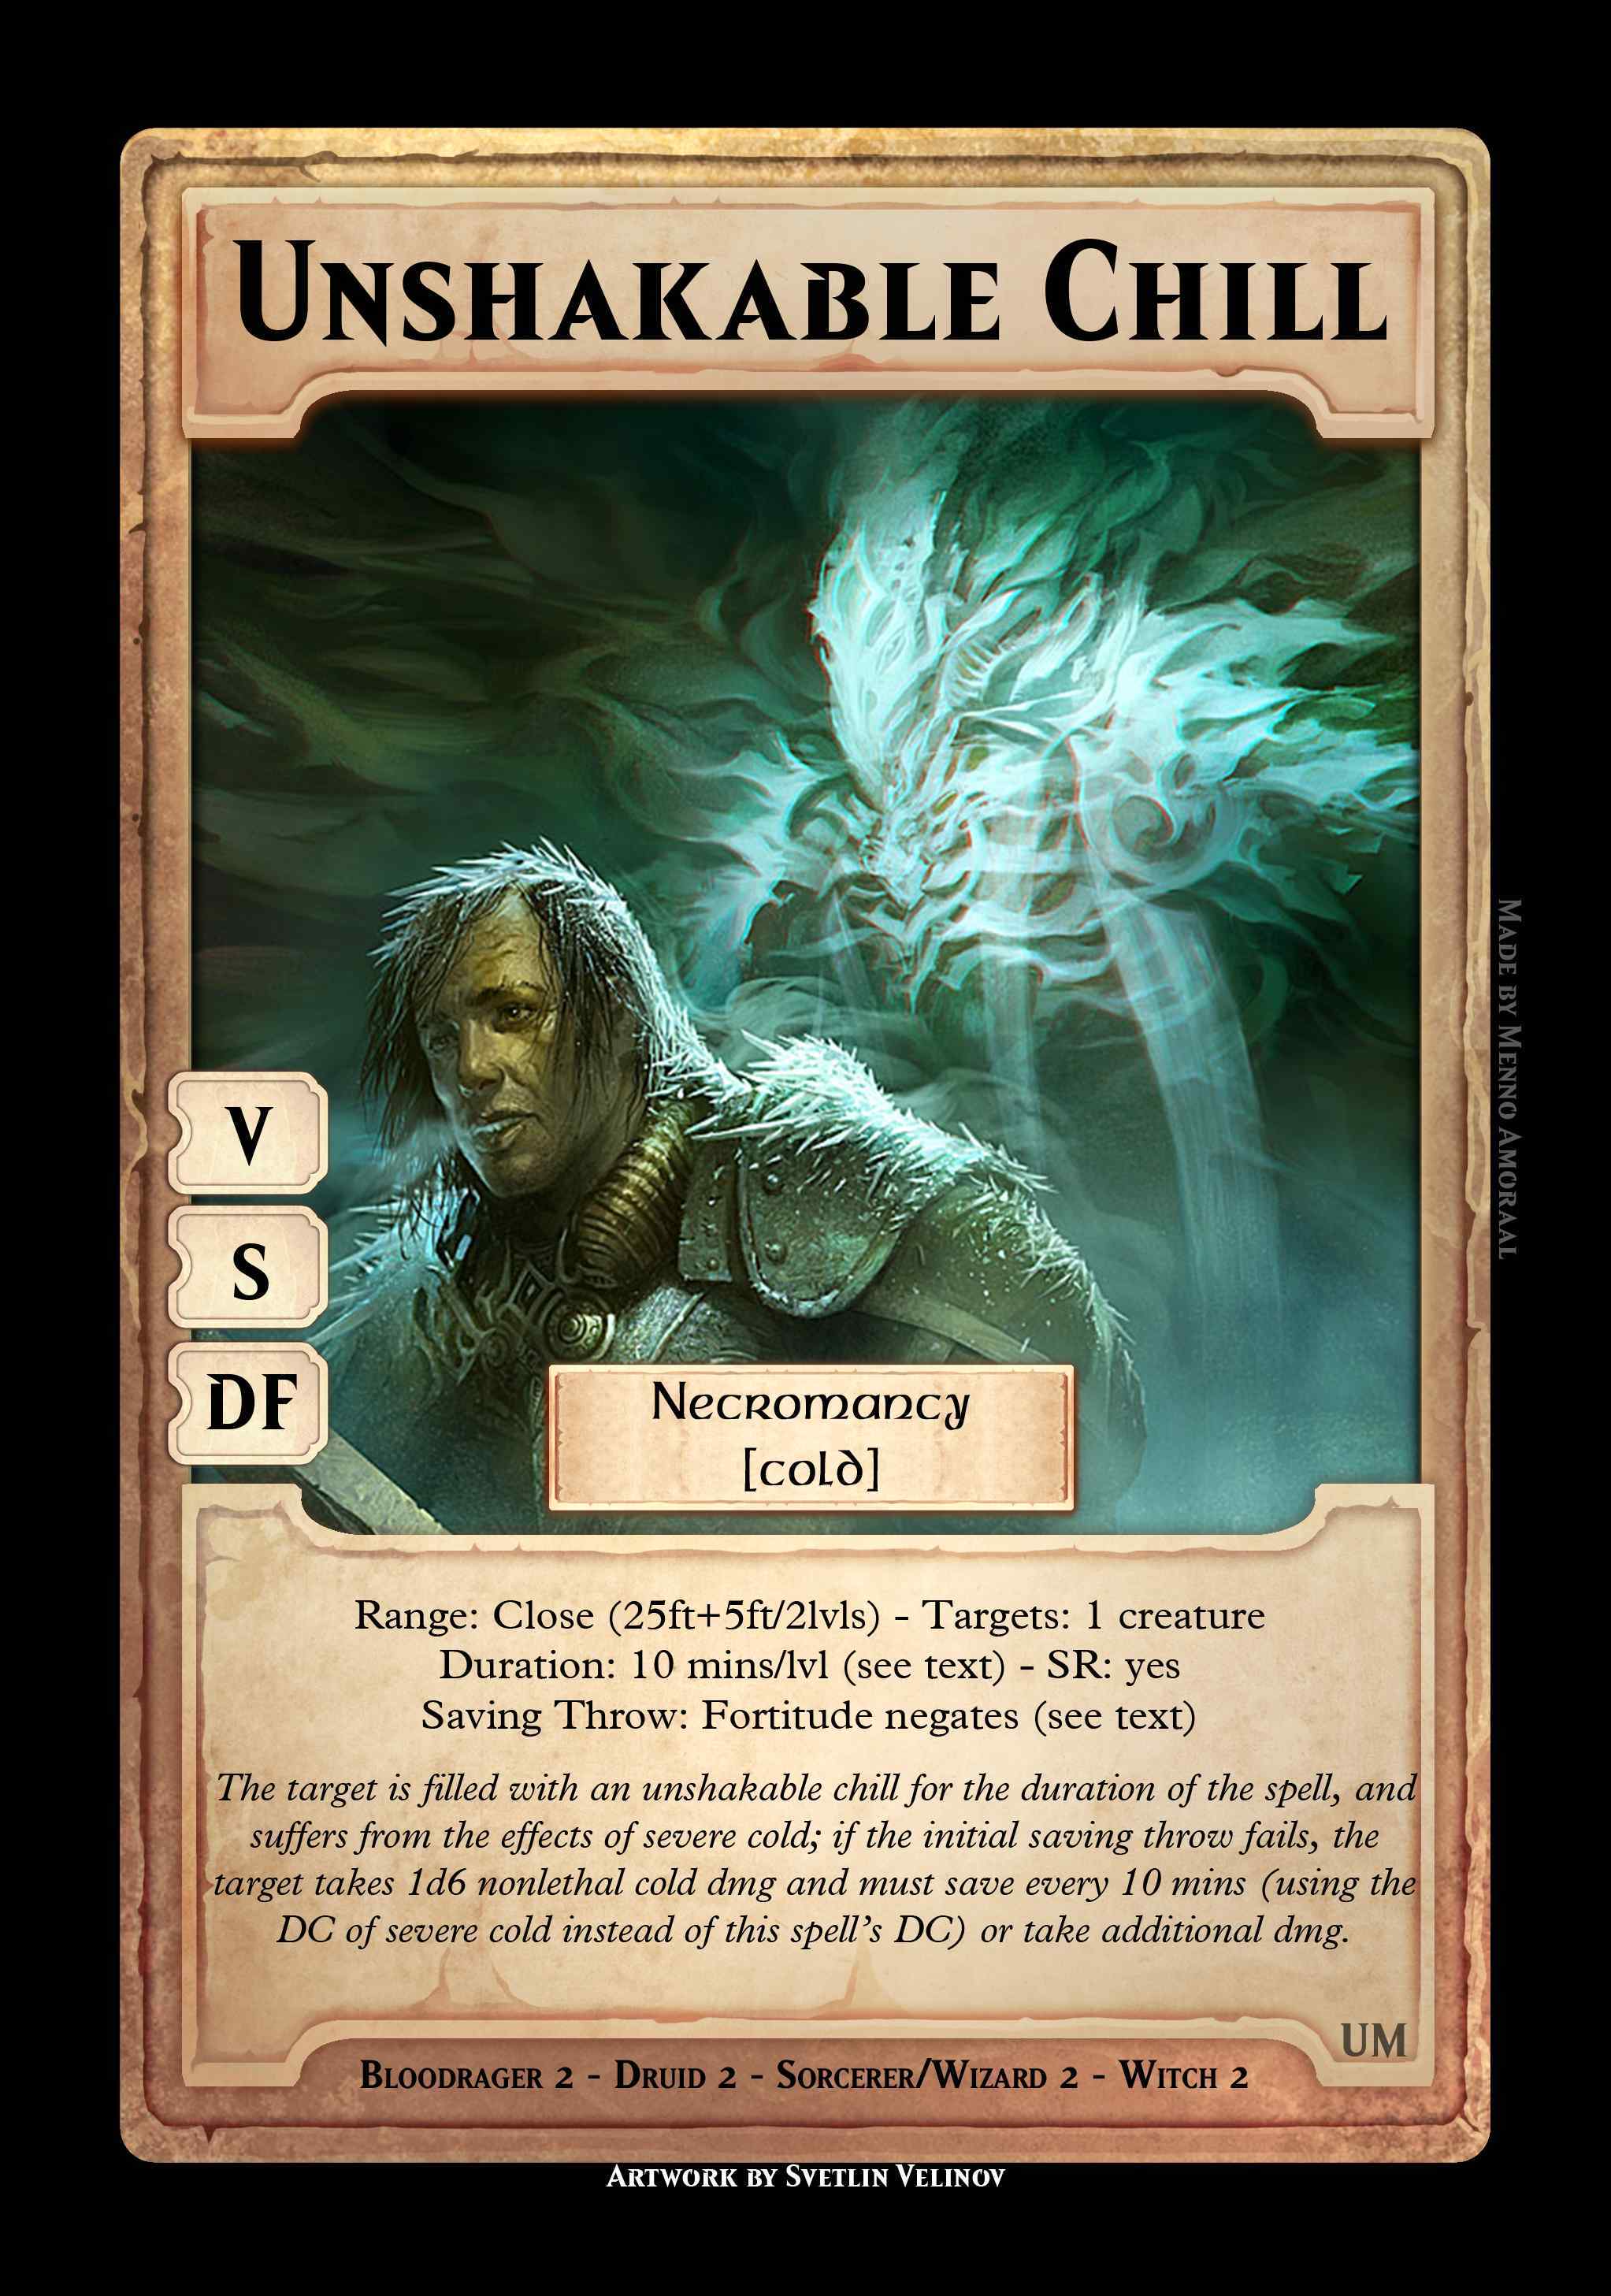 Unshakable Chill
V
S
DF
Necromancy
[cold]
Range: Close (25ft+5ft/2lvls) - Targets: 1 creature
Duration: 10 mins/lvl (see text) - SR: yes
Saving Throw: Fortitude negates (see text)
The target is filled with an unshakable chill for the duration of the spell, and
suffers from the effects of severe cold; if the initial saving throw fails, the
target takes 1d6 nonlethal cold dmg and must save every 10 mins (using the
DC of severe cold instead of this spell's DC) or take additional dmg.
UM
Bloodrager 2 - Druid 2 - Sorcerer/Wizard 2 - Witch 2
Artwork by Svetlin Velinov
Made by Menno Amoraal